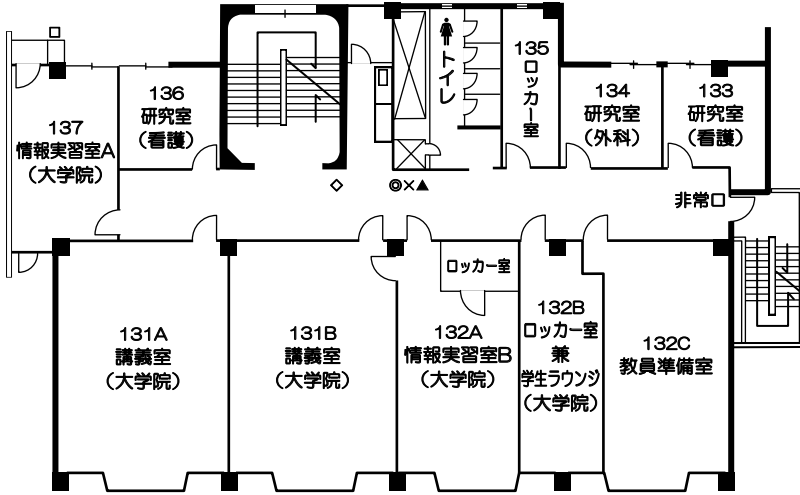 135
ロッカー室
トイレ
136
研究室
(看護)
134
研究室
(外科)
133
研究室
(看護)
137
情報実習室A
(大学院)
◇
◎×▲
非常口
ロッカー室
131A
講義室
(大学院)
131B
講義室
(大学院)
132A
情報実習室B
(大学院)
132B
ロッカー室
兼
学生ラウンジ
(大学院)
132C
教員準備室